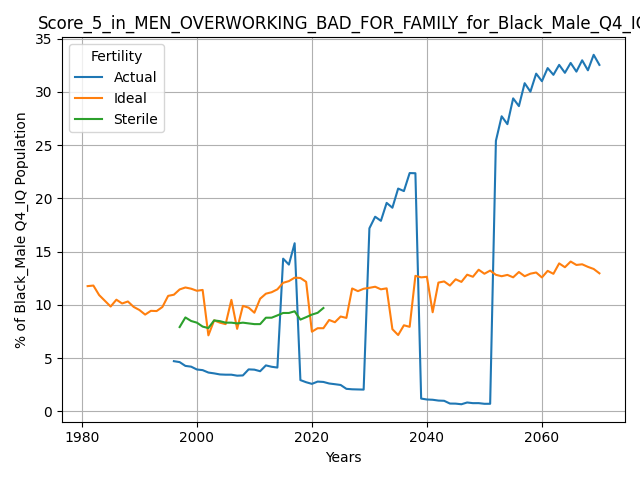 Score_5_in_MEN_OVERWORKING_BAD_FOR_FAMILY_for_Black_Male_Q4_IQ
35
30
25
20
15
10
5
0
% of Black_Male Q4_IQ Population
Fertility
Actual
Ideal
Sterile
1980
2000
2020
2040
2060
Years